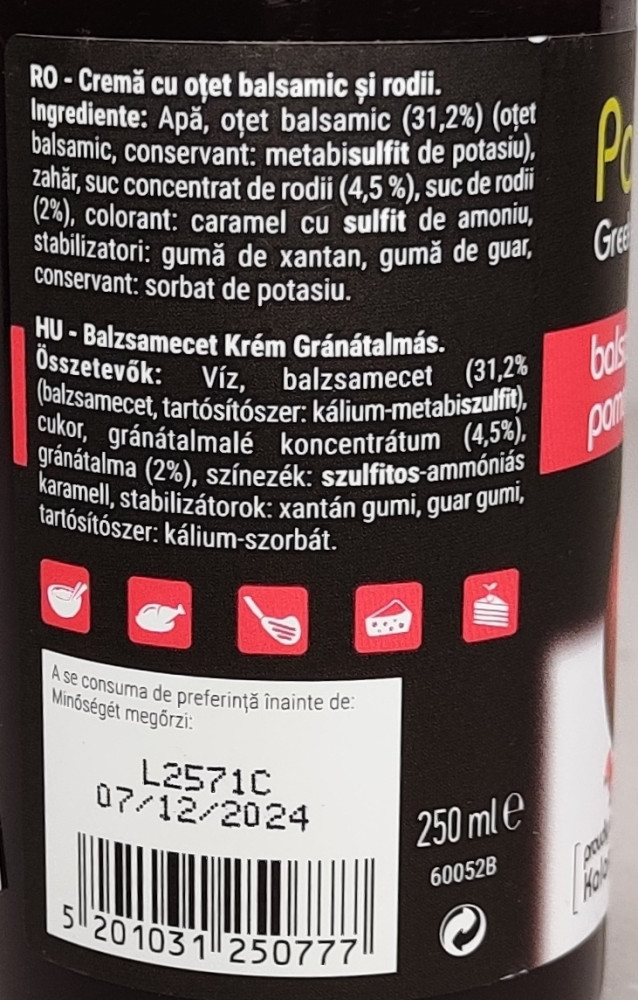 RO - Cremă cu oțet balsamic și rodii.
Ingrediente: Apă, oțet balsamic (31,2%) (oțet
balsamic, conservant: metabisulfit de potasiu),
zahăr, suc concentrat de rodii (4,5 %), suc de rodii
(2%), colorant: caramel cu sulfit de amoniu,
stabilizatori: gumă de xantan, gumă de guar,
conservant: sorbat de potasiu.
HU - Balzsamecet Krém Gránátalmás.
Összetevők: Víz, balzsamecet (31,2%
(balzsamecet, tartósítószer: kálium-metabiszulfit),
cukor, gránátalmalé koncentrátum (4,5%),
gránátalma (2%), színezék: szulfitos-ammóniás
karamell, stabilizátorok: xantán gumi, guar gumi,
tartósítószer: kálium-szorbát.
A se consuma de preferință înainte de:
Minőségét megőrzi:
L2571C
07/12/2024
5 201031 250777
250 ml e
60052B